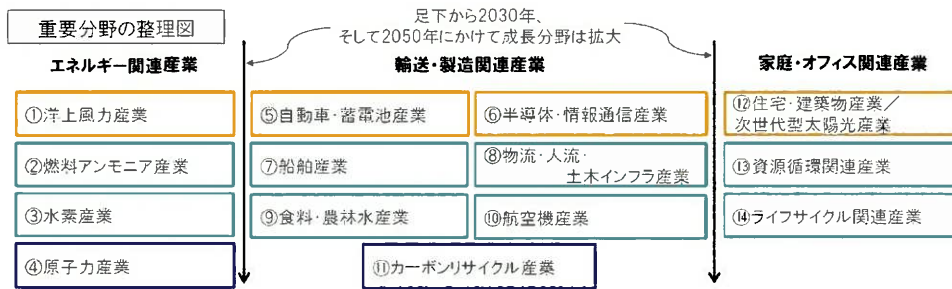 重要分野の整理図
足下から2030年、
そして2050年にかけて成長分野は拡大
エネルギー関連産業
輸送・製造関連産業
家庭・オフィス関連産業
①洋上風力産業
②燃料アンモニア産業
③水素産業
④原子力産業
⑤自動車・蓄電池産業
⑥半導体・情報通信産業
⑦船舶産業
⑧物流・人流・
土木インフラ産業
⑨食料・農林水産業
⑩航空機産業
⑪カーボンリサイクル産業
⑫住宅・建築物産業／
次世代型太陽光産業
⑬資源循環関連産業
⑭ライフサイクル関連産業